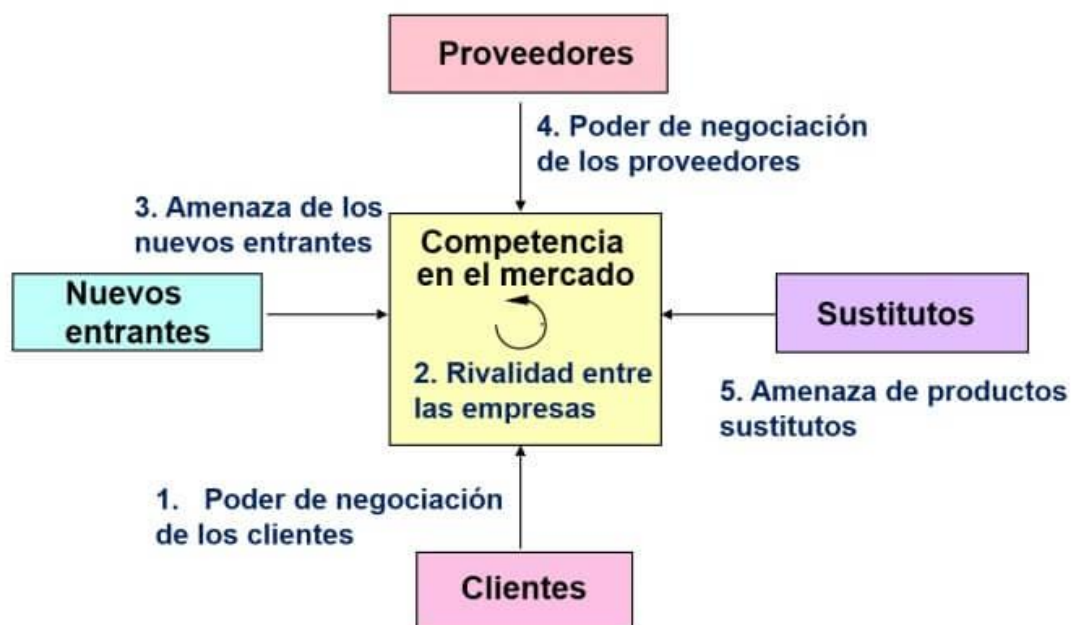 Proveedores
4. Poder de negociación
de los proveedores
3. Amenaza de los
nuevos entrantes
Competencia
en el mercado
Nuevos
entrantes
Sustitutos
2. Rivalidad entre
las empresas
5. Amenaza de productos
sustitutos
1. Poder de negociación
de los clientes
Clientes